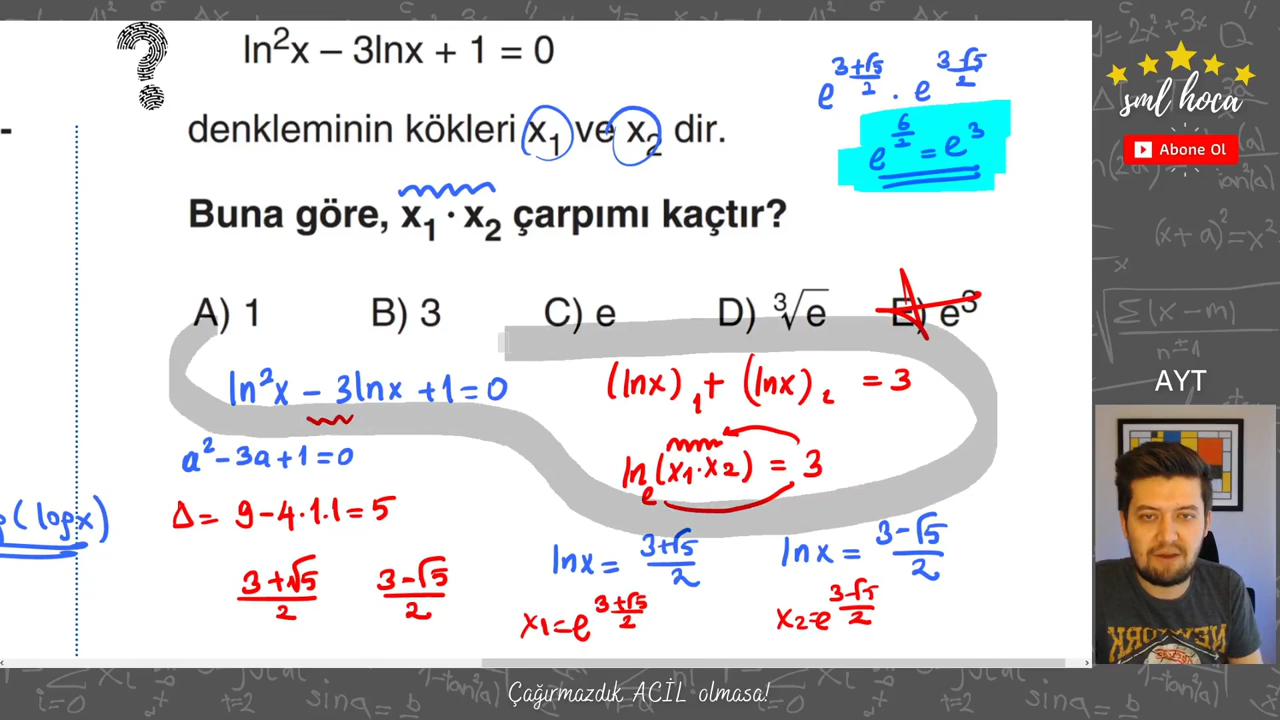 ln²x – 3lnx + 1 = 0
denkleminin kökleri x₁ ve x₂ dir.
Buna göre, x₁ · x₂ çarpımı kaçtır?
A) 1 B) 3 C) e D) ∛e E) e³
e^((3+√5)/2) · e^((3-√5)/2)
e^(6/2) = e³
ln²x – 3lnx + 1 = 0
a² - 3a + 1 = 0
Δ = 9 - 4·1·1 = 5
(3+√5)/2 (3-√5)/2
(lnx)₁ + (lnx)₂ = 3
lnₑ(x₁·x₂) = 3
lnx = (3+√5)/2 lnx = (3-√5)/2
x₁ = e^((3+√5)/2) x₂ = e^((3-√5)/2)
(logx)
sml hoca
Abone Ol
AYT
Çağırmazdık ACİL olmasa!